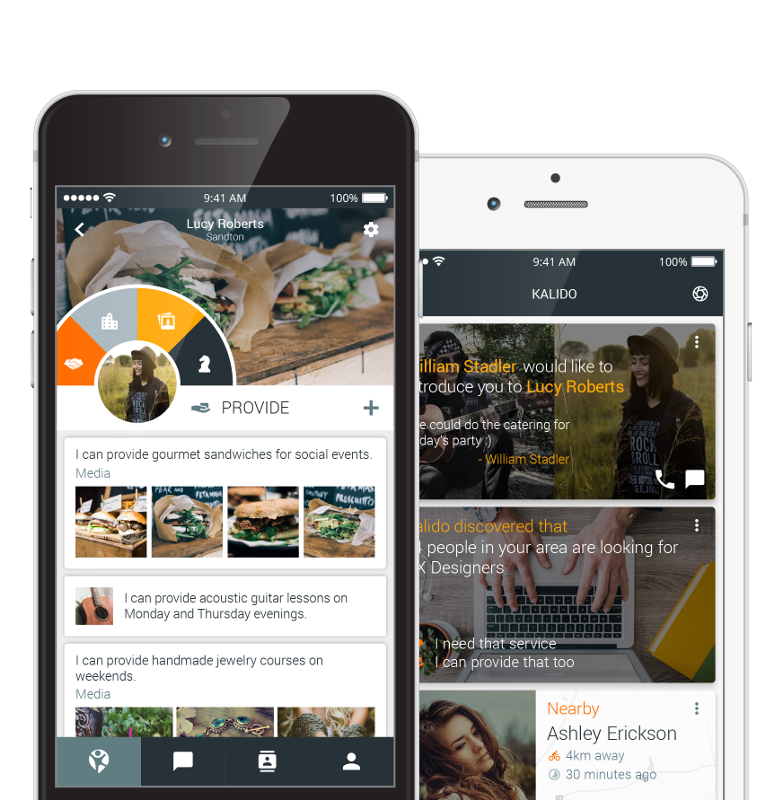 9:41 AM
100%
Lucy Roberts
Sandton
PROVIDE
I can provide gourmet sandwiches for social events.
Media
I can provide acoustic guitar lessons on
Monday and Thursday evenings.
I can provide handmade jewelry courses on
weekends.
Media
9:41 AM
100%
KALIDO
illiam Stadler would like to
troduce you to Lucy Roberts
e could do the catering for
day's party :)
- William Stadler
alido discovered that
people in your area are looking for
X Designers
I need that service
I can provide that too
Nearby
Ashley Erickson
4km away
30 minutes ago